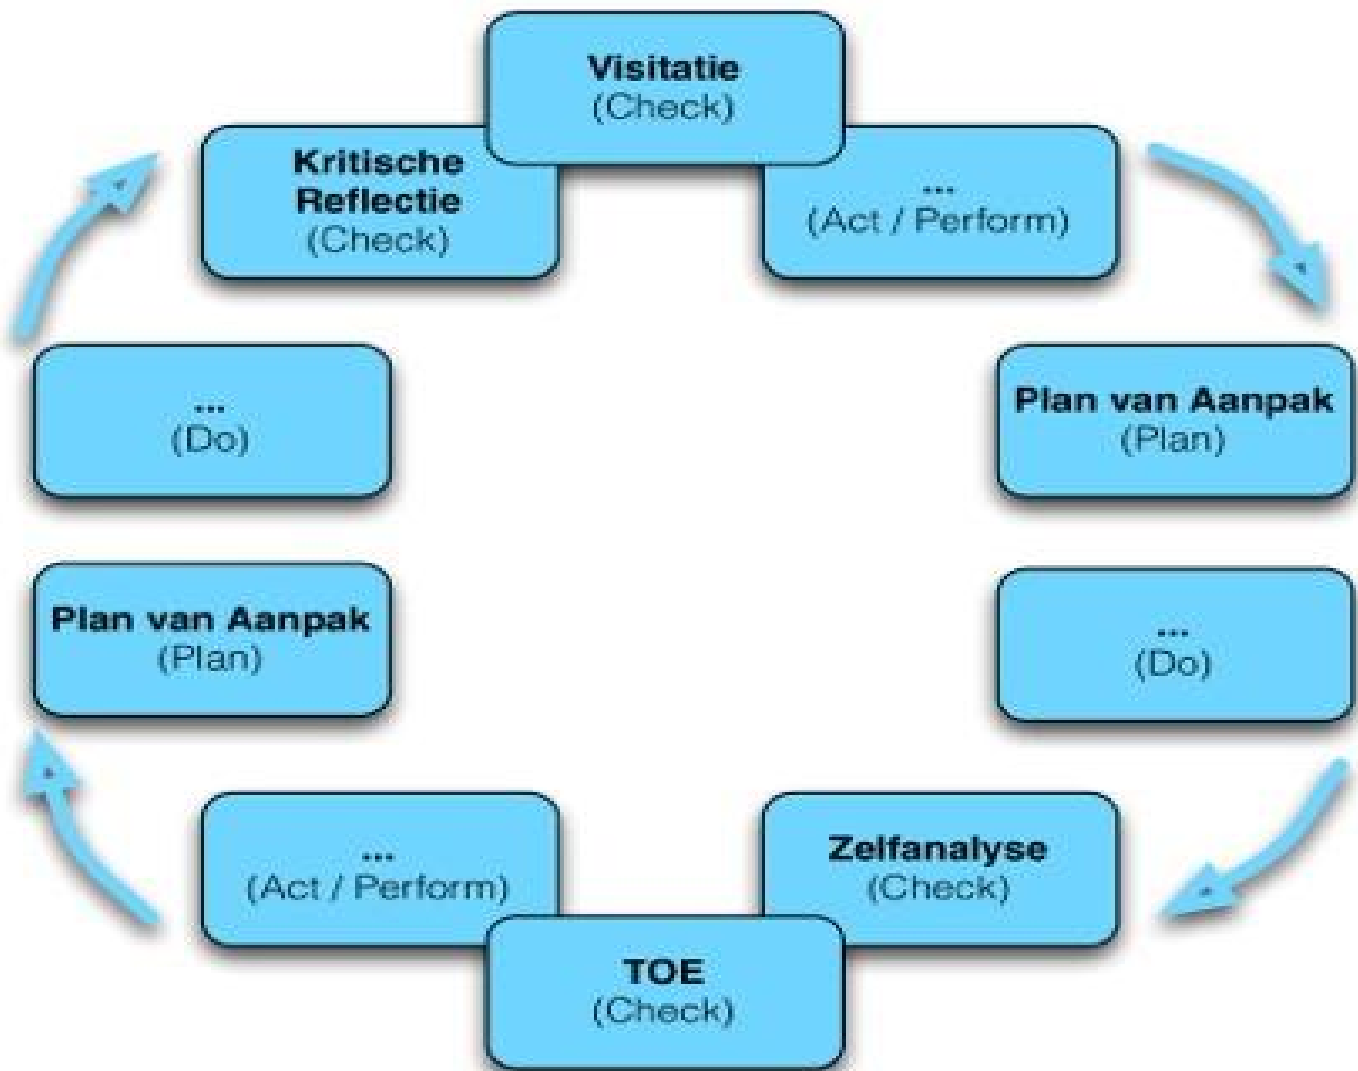 Visitatie
(Check)
Kritische
Reflectie
(Check)
...
(Act / Perform)
...
(Do)
Plan van Aanpak
(Plan)
Plan van Aanpak
(Plan)
...
(Do)
...
(Act / Perform)
Zelfanalyse
(Check)
TOE
(Check)